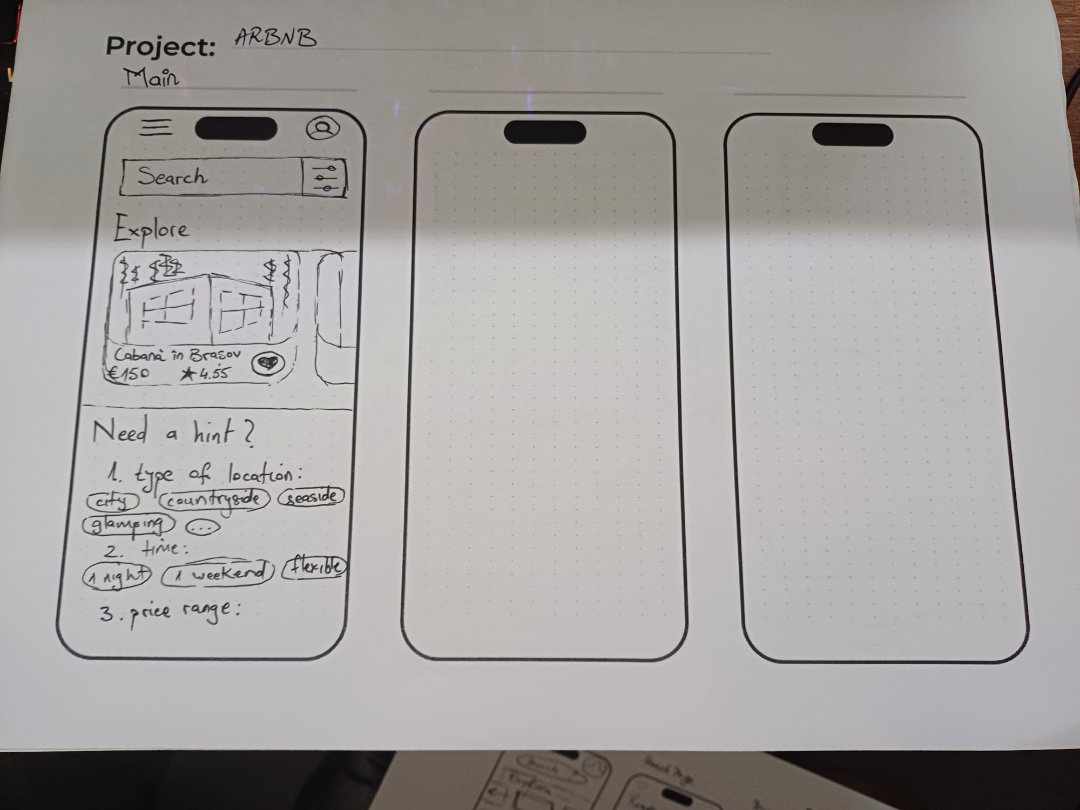 Project: ARBNB
Main
Search
Explore
Cabană in Brașov
€150 ★4.55
Need a hint?
1. type of location:
city countryside seaside
glamping ...
2. time:
1 night 1 weekend flexible
3. price range: